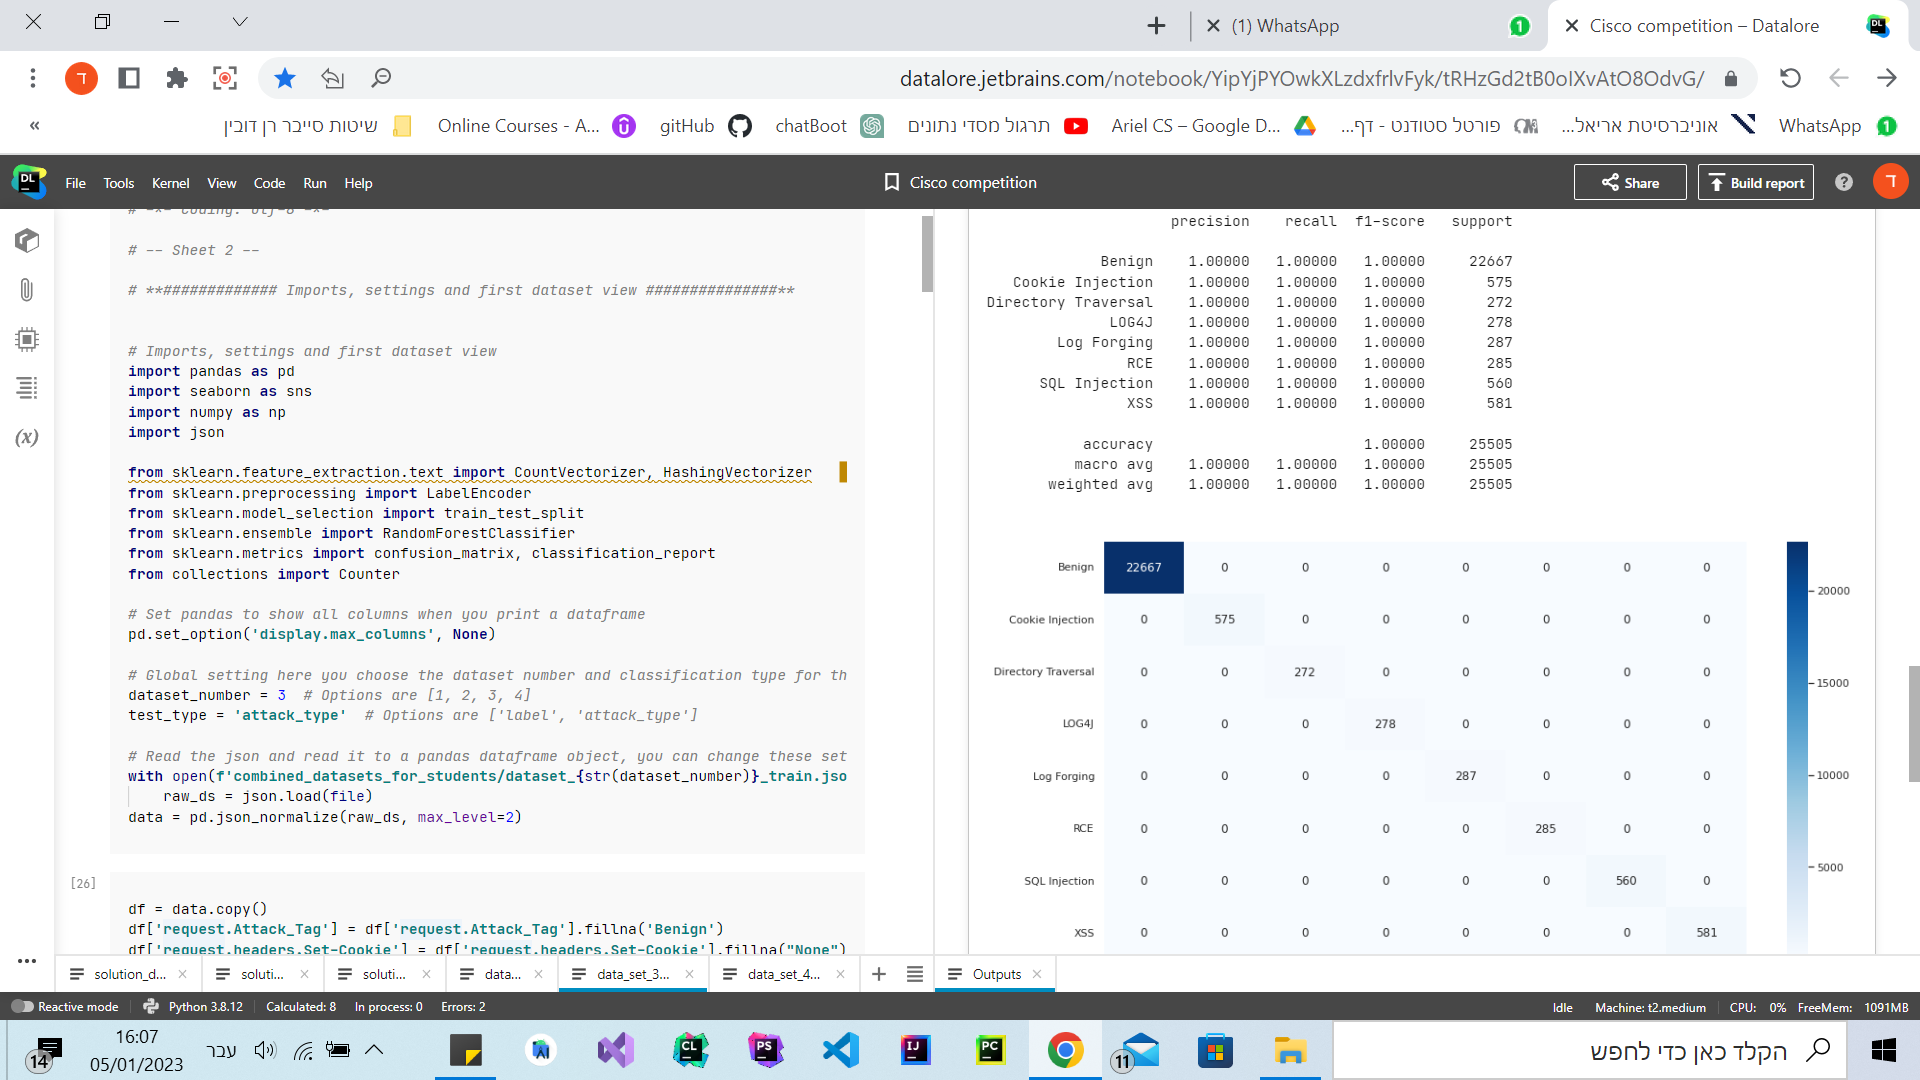 (1) WhatsApp
Cisco competition – Datalore
datalore.jetbrains.com/notebook/YipYjPYOwkXLzdxfrlvFyk/tRHzGd2tB0oIXvAtO8OdvG/
ד
«
שיטות סייבר רן דובין
Online Courses - A...
gitHub
chatBoot
תרגול מסדי נתונים
Ariel CS – Google D...
פורטל סטודנט - דף...
אוניברסיטת אריאל...
WhatsApp
1
DL
File Tools Kernel View Code Run Help
Cisco competition
Share
Build report
ד
# -*- coding: utf-8 -*-
# -- Sheet 2 --
# **############# Imports, settings and first dataset view ###############**
# Imports, settings and first dataset view
import pandas as pd
import seaborn as sns
import numpy as np
import json
from sklearn.feature_extraction.text import CountVectorizer, HashingVectorizer
from sklearn.preprocessing import LabelEncoder
from sklearn.model_selection import train_test_split
from sklearn.ensemble import RandomForestClassifier
from sklearn.metrics import confusion_matrix, classification_report
from collections import Counter
# Set pandas to show all columns when you print a dataframe
pd.set_option('display.max_columns', None)
# Global setting here you choose the dataset number and classification type for th
dataset_number = 3 # Options are [1, 2, 3, 4]
test_type = 'attack_type' # Options are ['label', 'attack_type']
# Read the json and read it to a pandas dataframe object, you can change these set
with open(f'combined_datasets_for_students/dataset_{str(dataset_number)}_train.jso
raw_ds = json.load(file)
data = pd.json_normalize(raw_ds, max_level=2)
[26]
df = data.copy()
df['request.Attack_Tag'] = df['request.Attack_Tag'].fillna('Benign')
df['request.headers.Set-Cookie'] = df['request.headers.Set-Cookie'].fillna("None")
precision recall f1-score support
Benign 1.00000 1.00000 1.00000 22667
Cookie Injection 1.00000 1.00000 1.00000 575
Directory Traversal 1.00000 1.00000 1.00000 272
LOG4J 1.00000 1.00000 1.00000 278
Log Forging 1.00000 1.00000 1.00000 287
RCE 1.00000 1.00000 1.00000 285
SQL Injection 1.00000 1.00000 1.00000 560
XSS 1.00000 1.00000 1.00000 581
accuracy 1.00000 25505
macro avg 1.00000 1.00000 1.00000 25505
weighted avg 1.00000 1.00000 1.00000 25505
Benign 22667 0 0 0 0 0 0 0
Cookie Injection 0 575 0 0 0 0 0 0
Directory Traversal 0 0 272 0 0 0 0 0
LOG4J 0 0 0 278 0 0 0 0
Log Forging 0 0 0 0 287 0 0 0
RCE 0 0 0 0 0 285 0 0
SQL Injection 0 0 0 0 0 0 560 0
XSS 0 0 0 0 0 0 0 581
20000
15000
10000
5000
(x)
solution_d...
soluti...
soluti...
data...
data_set_3...
data_set_4...
Outputs
Reactive mode
Python 3.8.12
Calculated: 8
In process: 0
Errors: 2
Idle
Machine: t2.medium
CPU: 0%
FreeMem: 1091MB
14
16:07
05/01/2023
עבר
CL
PS
IJ
PC
11
הקלד כאן כדי לחפש